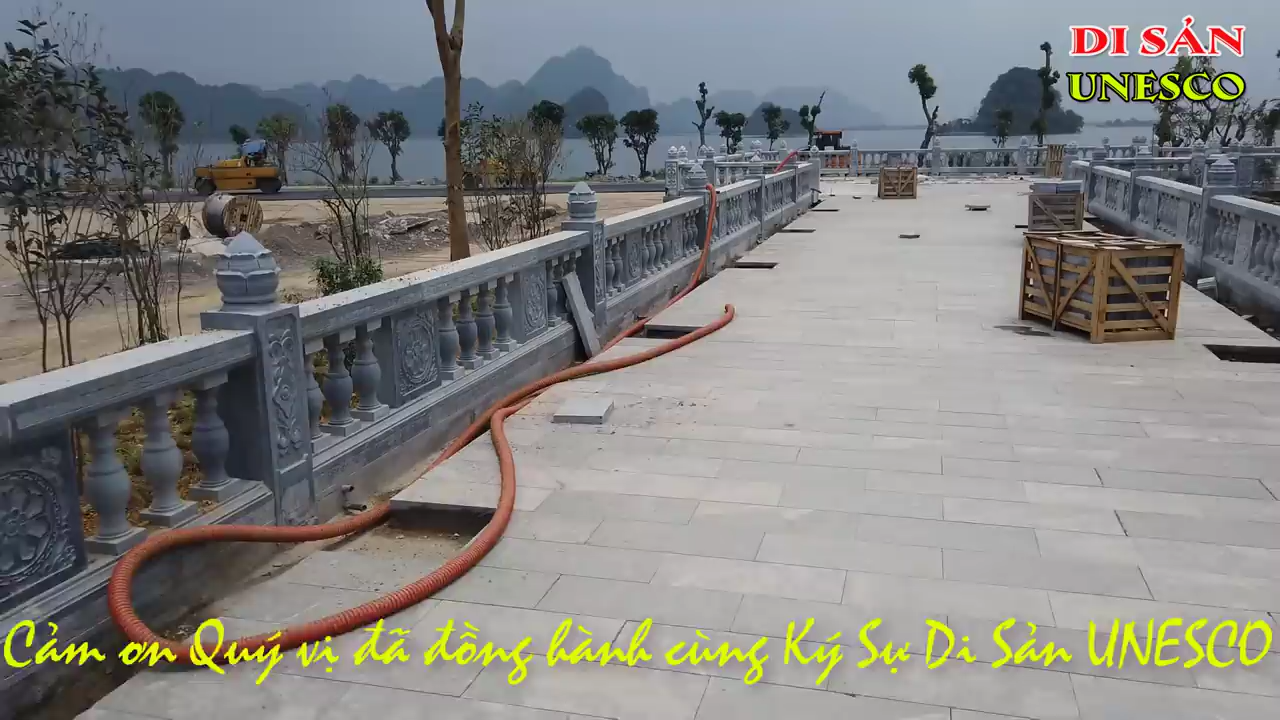 DI SẢN
UNESCO
Cảm ơn Quý vị đã đồng hành cùng Ký Sự Di Sản UNESCO